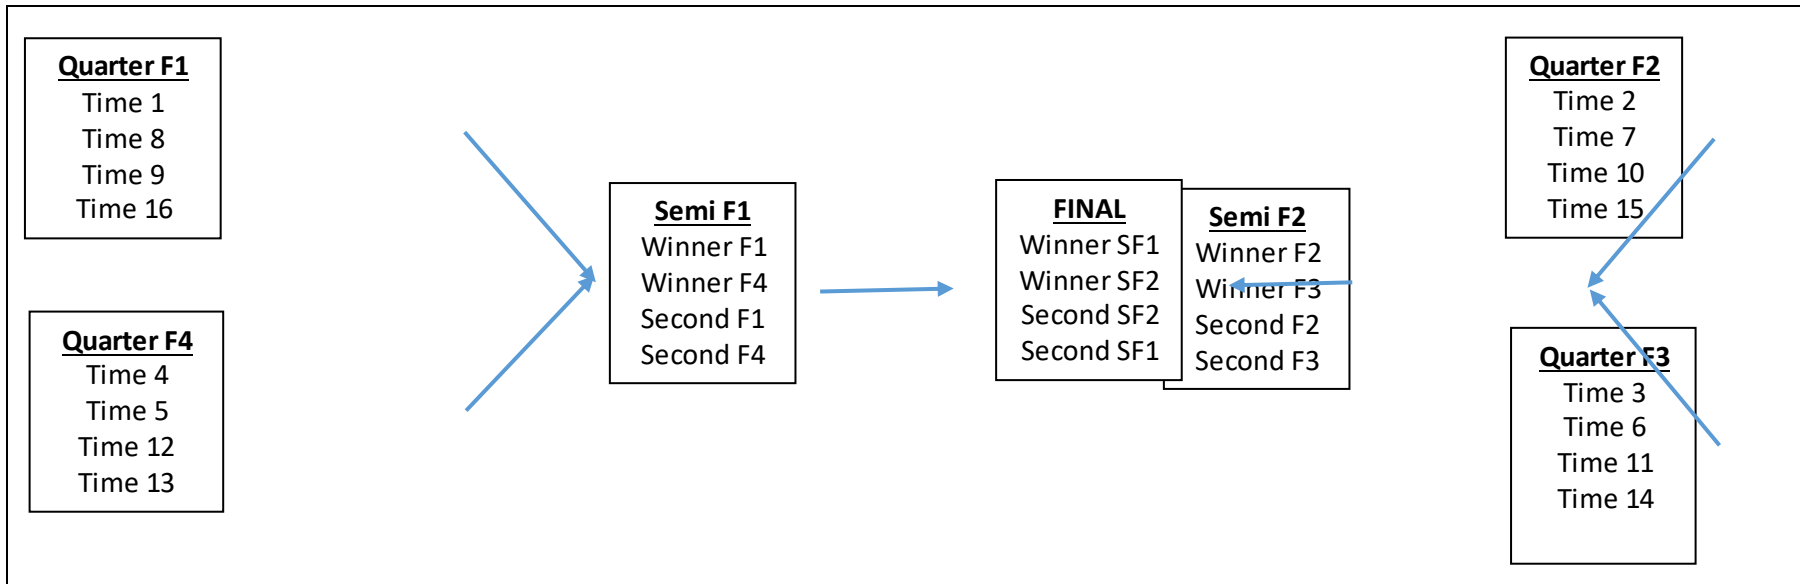 Quarter F1
Time 1
Time 8
Time 9
Time 16
Quarter F4
Time 4
Time 5
Time 12
Time 13
Semi F1
Winner F1
Winner F4
Second F1
Second F4
FINAL
Winner SF1
Winner SF2
Second SF2
Second SF1
Semi F2
Winner F2
Winner F3
Second F2
Second F3
Quarter F2
Time 2
Time 7
Time 10
Time 15
Quarter F3
Time 3
Time 6
Time 11
Time 14